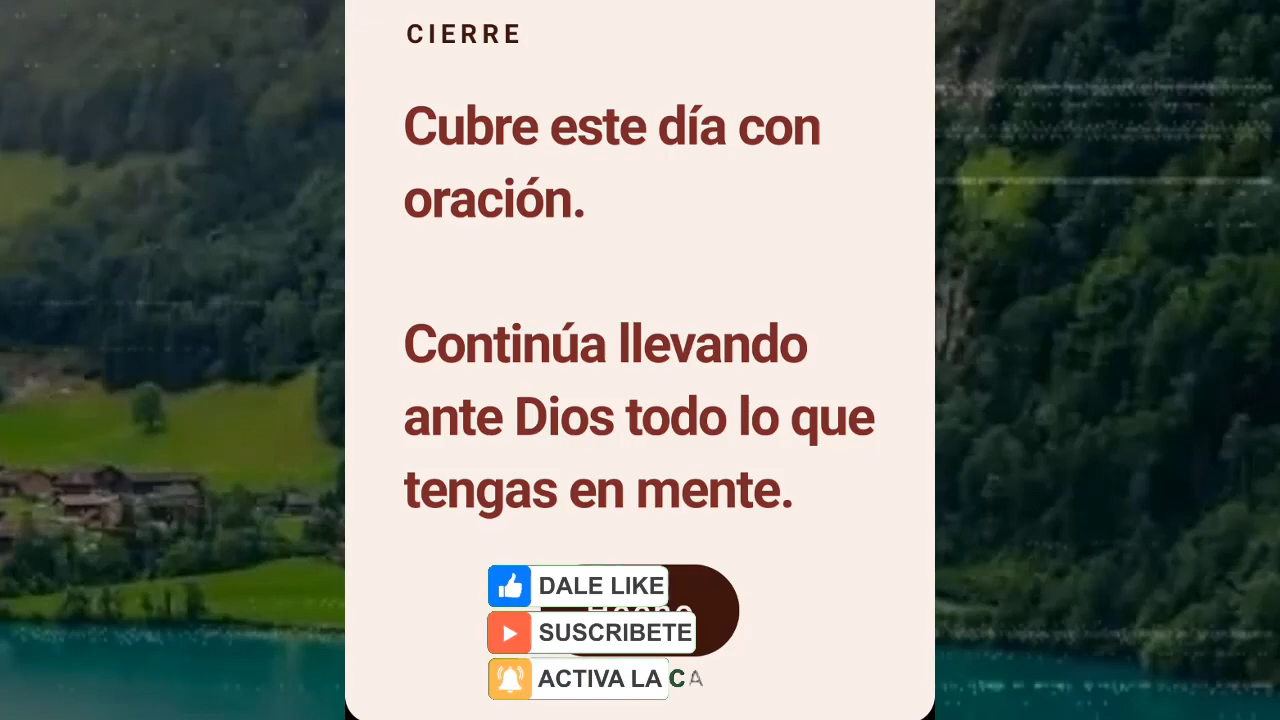 CIERRE
Cubre este día con
oración.
Continúa llevando
ante Dios todo lo que
tengas en mente.
DALE LIKE
SUSCRIBETE
ACTIVA LA CA